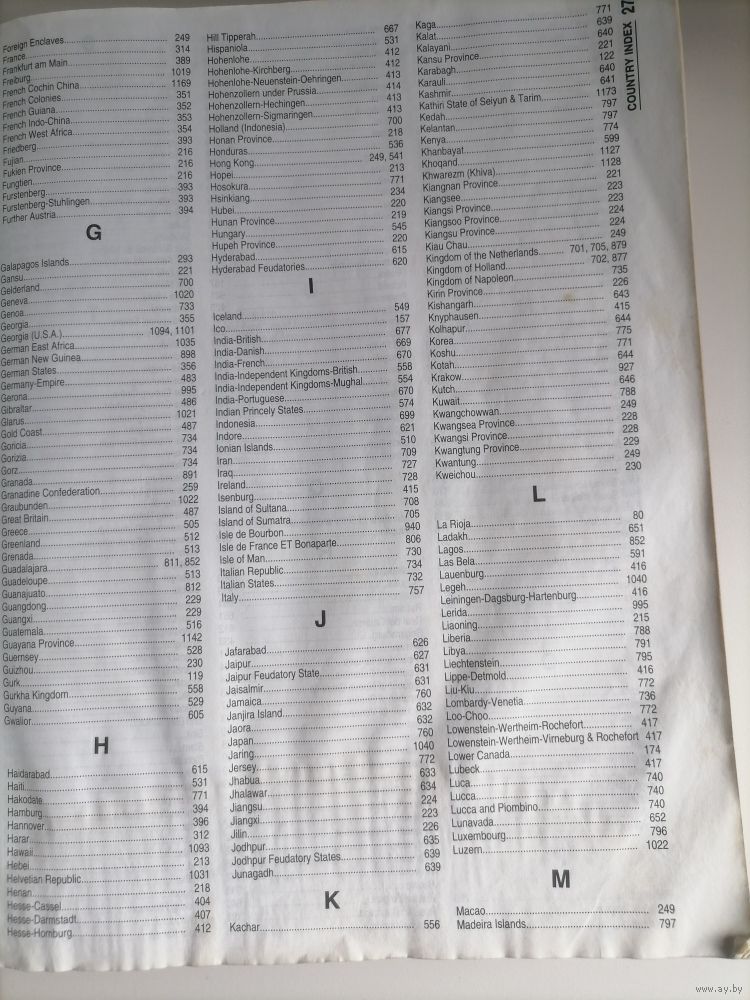 Foreign Enclaves 249
France 314
Frankfurt am Main 389
Freiburg 1019
French Cochin China 1169
French Colonies 351
French Guiana 352
French Indo-China 353
French West Africa 354
Friedberg 393
Fujian 216
Fukien Province 216
Fungtien 216
Furstenberg 393
Furstenberg-Stuhlingen 393
Further Austria 394
G
Galapagos Islands 293
Gansu 221
Gelderland 700
Geneva 1020
Genoa 733
Georgia 355
Georgia (U.S.A.) 1094, 1101
German East Africa 1035
German New Guinea 898
German States 356
Germany-Empire 483
Gerona 995
Gibraltar 486
Glarus 1021
Gold Coast 487
Goricia 734
Gorizia 734
Gorz 734
Granada 891
Granadine Confederation 259
Graubunden 1022
Great Britain 487
Greece 505
Greenland 512
Grenada 513
Guadalajara 811, 852
Guadeloupe 513
Guanajuato 812
Guangdong 229
Guangxi 229
Guatemala 516
Guayana Province 1142
Guernsey 528
Guizhou 230
Gurk 119
Gurkha Kingdom 558
Guyana 529
Gwalior 605
H
Haidarabad 615
Haiti 531
Hakodate 771
Hamburg 394
Hannover 396
Harar 312
Hawaii 1093
Hebei 213
Helvetian Republic 1031
Henan 218
Hesse-Cassel 404
Hesse-Darmstadt 407
Hesse-Homburg 412
Hill Tipperah 667
Hispaniola 531
Hohenlohe 412
Hohenlohe-Kirchberg 412
Hohenlohe-Neuenstein-Oehringen 413
Hohenzollern under Prussia 414
Hohenzollern-Hechingen 413
Hohenzollern-Sigmaringen 413
Holland (Indonesia) 700
Honan Province 218
Honduras 536
Hong Kong 249, 541
Hopei 213
Hosokura 771
Hsinkiang 234
Hubei 220
Hunan Province 219
Hungary 545
Hupeh Province 220
Hyderabad 615
Hyderabad Feudatories 620
I
Iceland 549
Ico 157
India-British 677
India-Danish 669
India-French 670
India-Independent Kingdoms-British 558
India-Independent Kingdoms-Mughal 554
India-Portuguese 670
Indian Princely States 574
Indonesia 699
Indore 621
Ionian Islands 510
Iran 709
Iraq 727
Ireland 728
Isenburg 415
Island of Sultana 708
Island of Sumatra 705
Isle de Bourbon 940
Isle de France ET Bonaparte 806
Isle of Man 730
Italian Republic 734
Italian States 732
Italy 757
J
Jafarabad 626
Jaipur 627
Jaipur Feudatory State 631
Jaisalmir 631
Jamaica 760
Janjira Island 632
Jaora 632
Japan 760
Jaring 1040
Jersey 772
Jhabua 633
Jhalawar 634
Jiangsu 224
Jiangxi 223
Jilin 226
Jodhpur 635
Jodhpur Feudatory States 639
Junagadh 639
K
Kachar 556
Kaga 771
Kalat 639
Kalayani 640
Kansu Province 221
Karabagh 122
Karauli 640
Kashmir 641
Kathiri State of Seiyun & Tarim 1173
Kedah 797
Kelantan 797
Kenya 774
Khanbayat 599
Khoqand 1127
Khwarezm (Khiva) 1128
Kiangnan Province 221
Kiangsee 223
Kiangsi Province 223
Kiangsoo Province 224
Kiangsu Province 224
Kiau Chau 249
Kingdom of the Netherlands 701, 705, 879
Kingdom of Holland 702, 877
Kingdom of Napoleon 735
Kirin Province 226
Kishangarh 643
Knyphausen 415
Kolhapur 644
Korea 775
Koshu 771
Kotah 644
Krakow 927
Kutch 646
Kuwait 788
Kwangchowwan 249
Kwangsea Province 228
Kwangsi Province 228
Kwangtung Province 229
Kwantung 249
Kweichou 230
L
La Rioja 80
Ladakh 651
Lagos 852
Las Bela 591
Lauenburg 416
Legeh 1040
Leiningen-Dagsburg-Hartenburg 416
Lerida 995
Liaoning 215
Liberia 788
Libya 791
Liechtenstein 795
Lippe-Detmold 416
Liu-Kiu 772
Lombardy-Venetia 736
Loo-Choo 772
Lowenstein-Wertheim-Rochefort 417
Lowenstein-Wertheim-Virneburg & Rochefort 417
Lower Canada 174
Lubeck 417
Luca 740
Lucca 740
Lucca and Piombino 740
Lunavada 652
Luxembourg 796
Luzern 1022
M
Macao 249
Madeira Islands 797
COUNTRY INDEX 27
www.ay.by